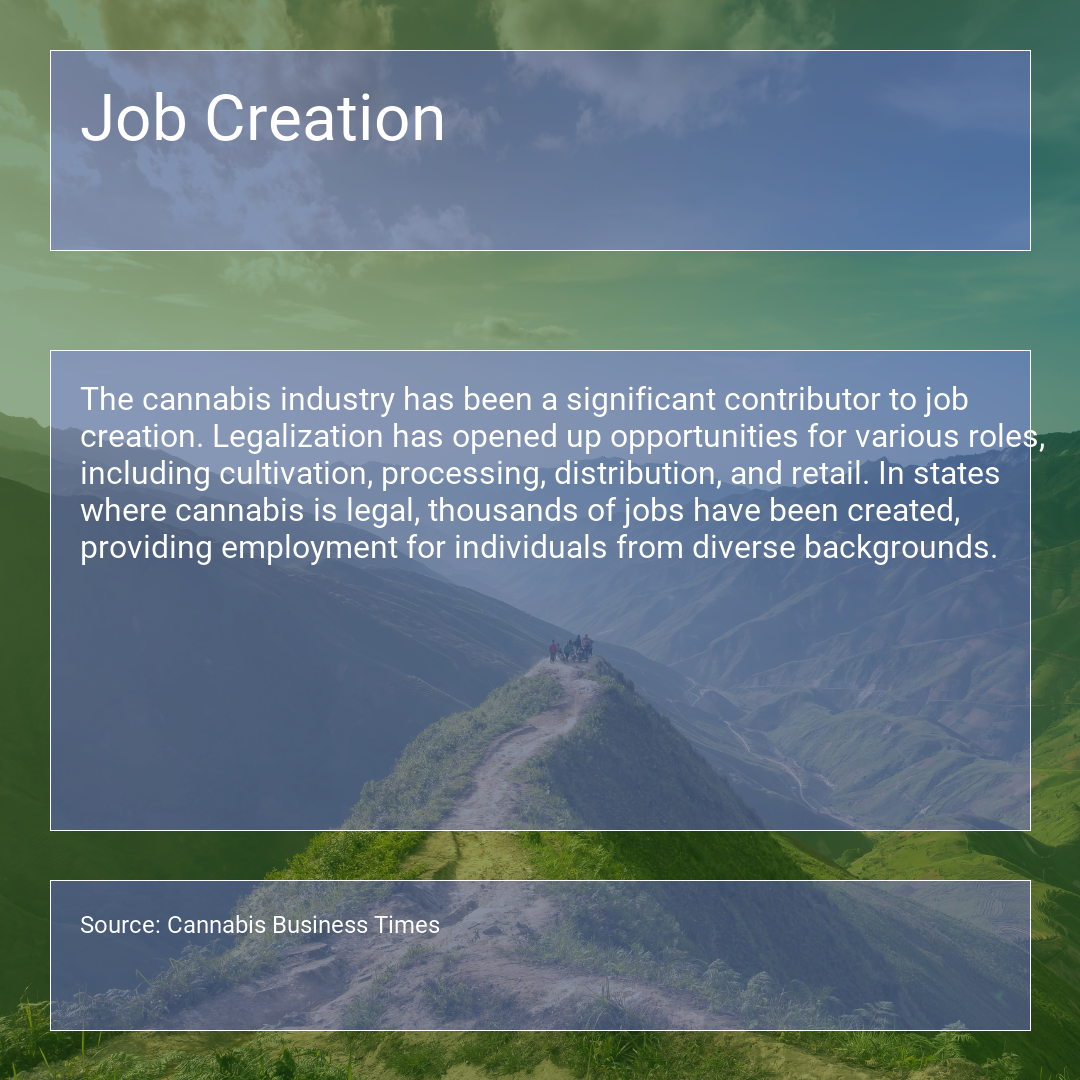 Job Creation
The cannabis industry has been a significant contributor to job
creation. Legalization has opened up opportunities for various roles,
including cultivation, processing, distribution, and retail. In states
where cannabis is legal, thousands of jobs have been created,
providing employment for individuals from diverse backgrounds.
Source: Cannabis Business Times